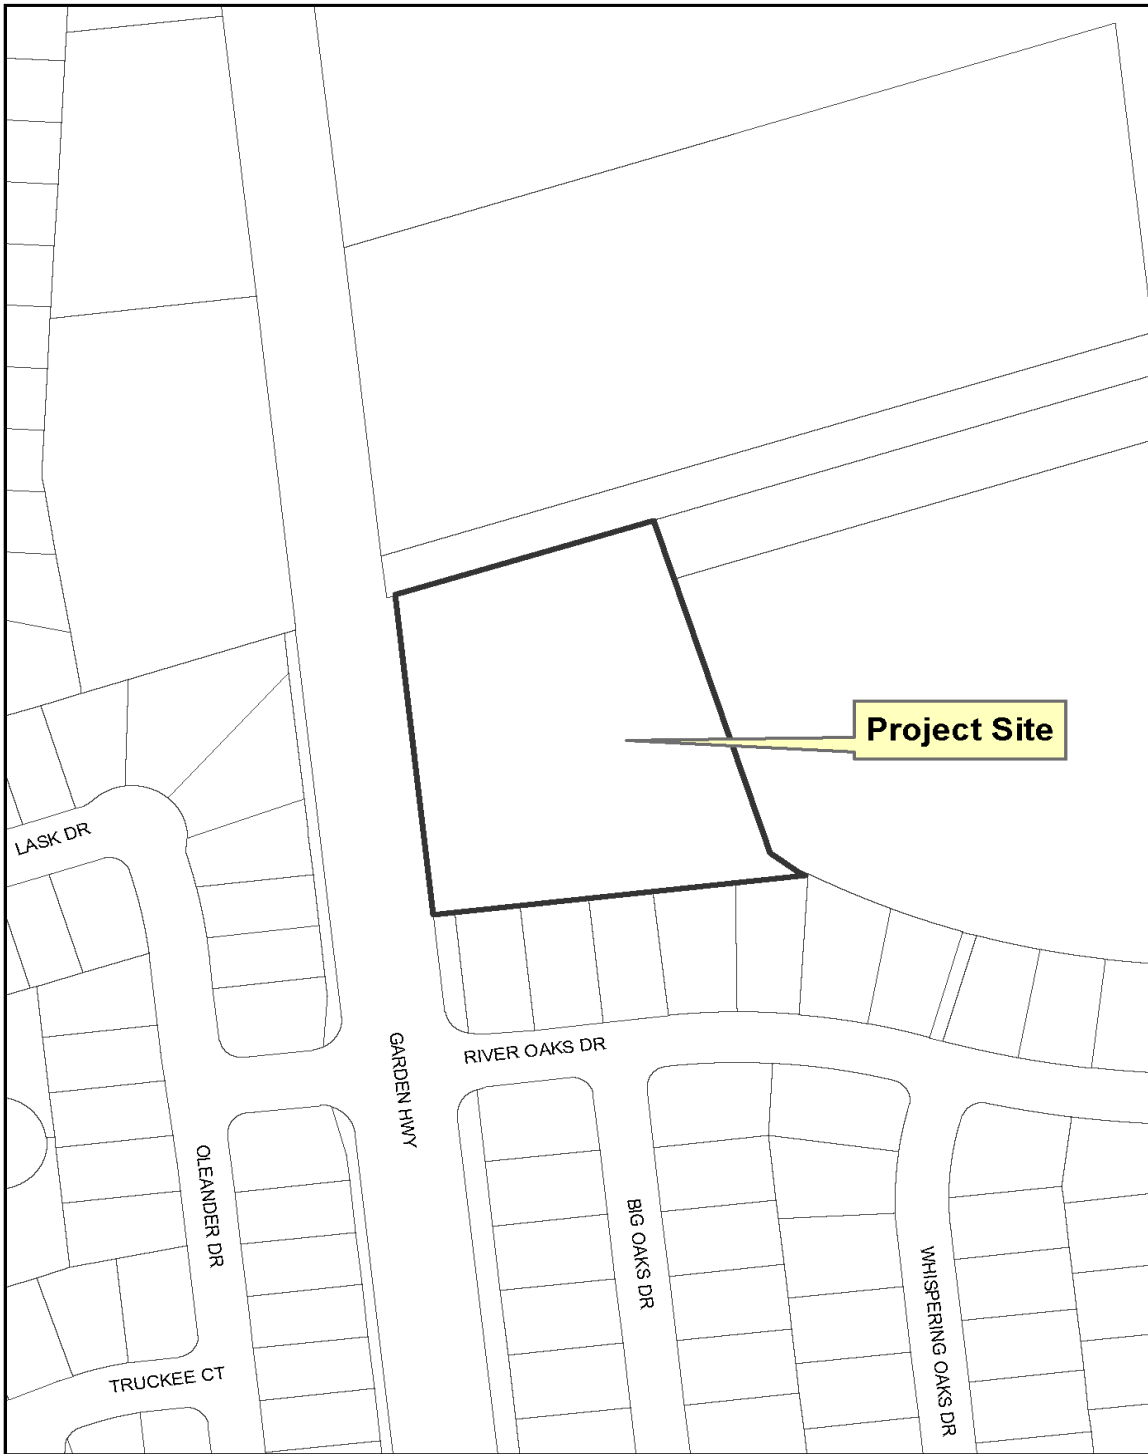 Project Site
LASK DR
GARDEN HWY
RIVER OAKS DR
OLEANDER DR
BIG OAKS DR
WHISPERING OAKS DR
TRUCKEE CT